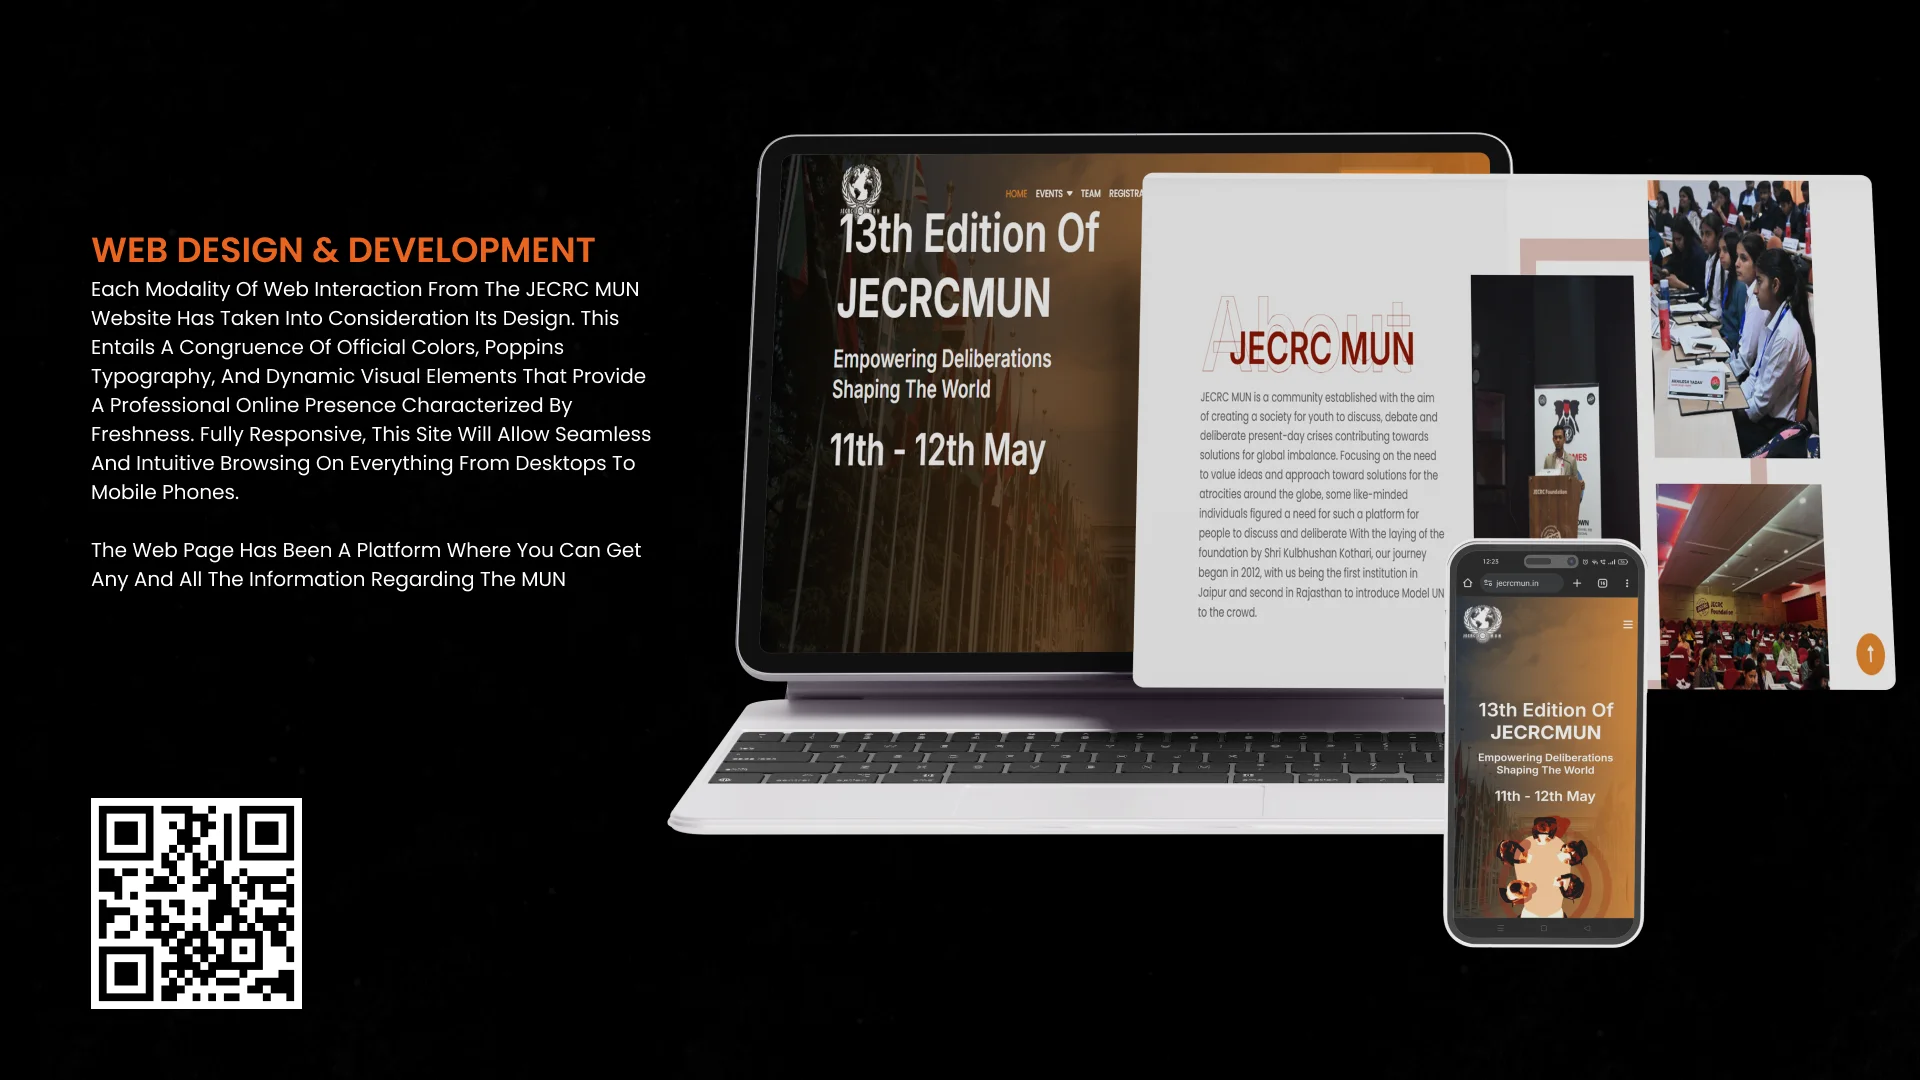 WEB DESIGN & DEVELOPMENT
Each Modality Of Web Interaction From The JECRC MUN
Website Has Taken Into Consideration Its Design. This
Entails A Congruence Of Official Colors, Poppins
Typography, And Dynamic Visual Elements That Provide
A Professional Online Presence Characterized By
Freshness. Fully Responsive, This Site Will Allow Seamless
And Intuitive Browsing On Everything From Desktops To
Mobile Phones.
The Web Page Has Been A Platform Where You Can Get
Any And All The Information Regarding The MUN
HOME EVENTS TEAM REGISTRA
13th Edition Of
JECRCMUN
Empowering Deliberations
Shaping The World
11th - 12th May
About
JECRC MUN
JECRC MUN is a community established with the aim
of creating a society for youth to discuss, debate and
deliberate present-day crises contributing towards
solutions for global imbalance. Focusing on the need
to value ideas and approach toward solutions for the
atrocities around the globe, some like-minded
individuals figured a need for such a platform for
people to discuss and deliberate With the laying of the
foundation by Shri Kulbhushan Kothari, our journey
began in 2012, with us being the first institution in
Jaipur and second in Rajasthan to introduce Model UN
to the crowd.
JECRC Foundation
JECRC
Foundation
12:25
jecrcmun.in
13th Edition Of
JECRCMUN
Empowering Deliberations
Shaping The World
11th - 12th May